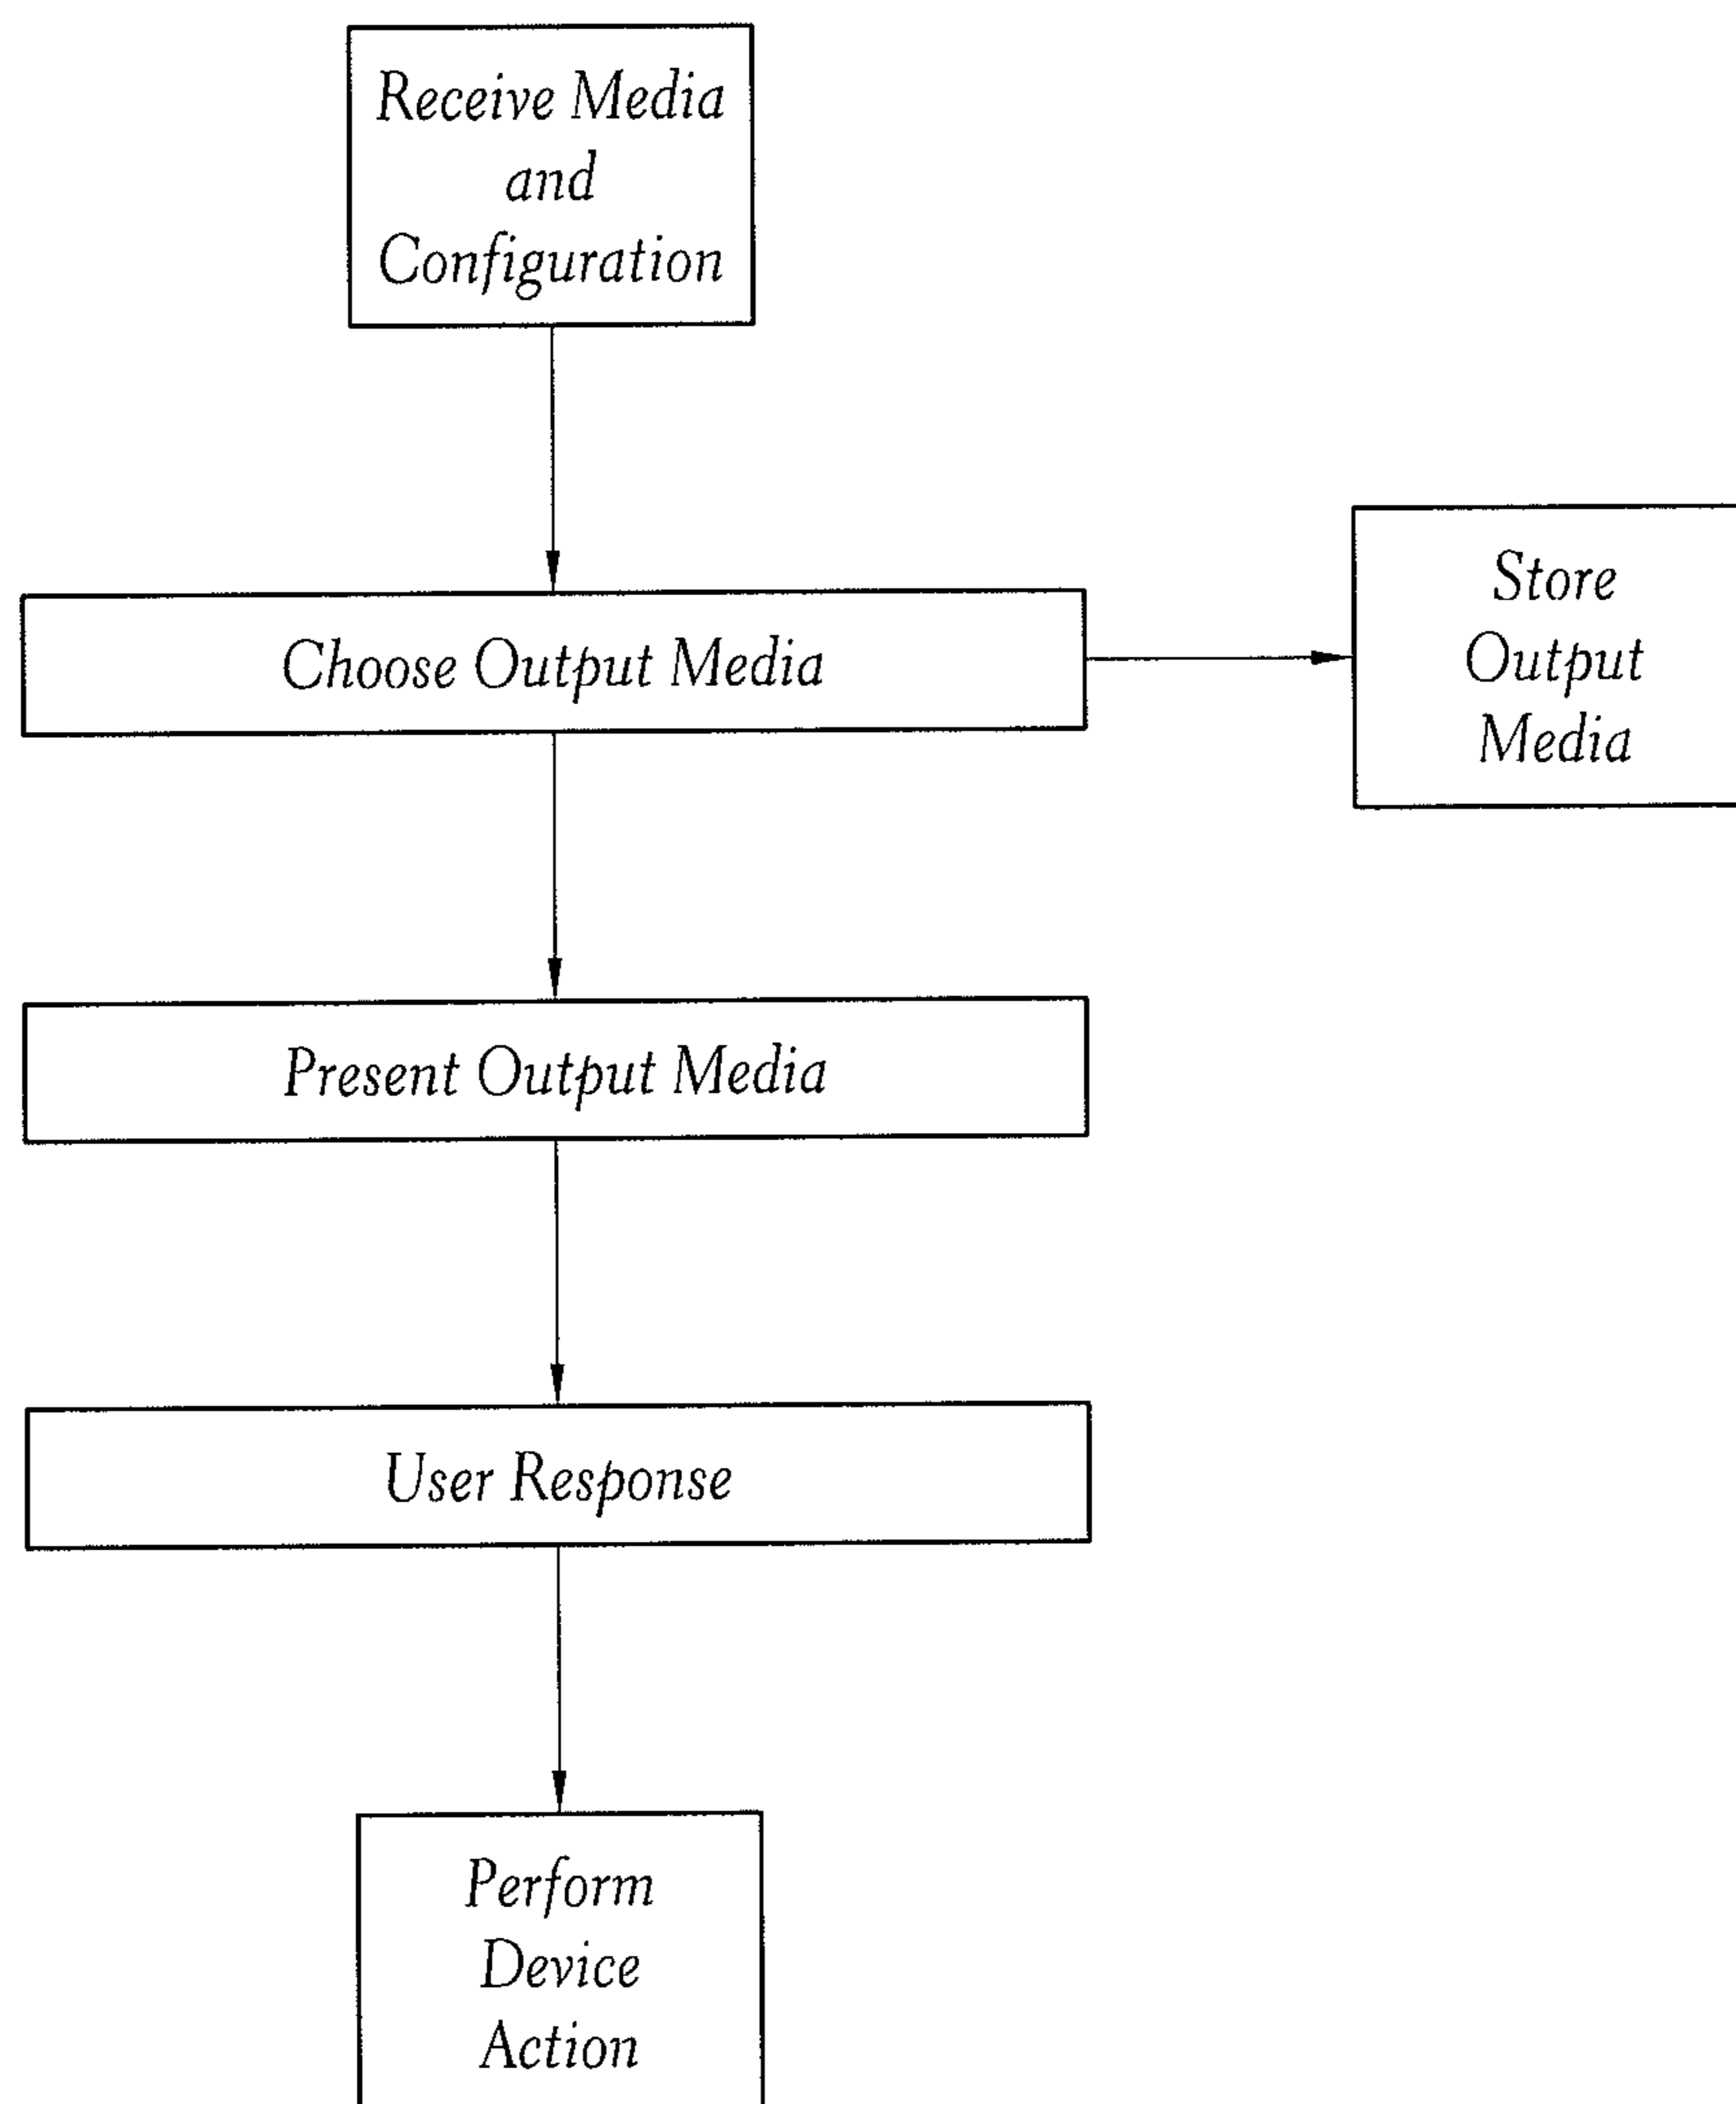 Receive Media
and
Configuration
Choose Output Media
Store
Output
Media
Present Output Media
User Response
Perform
Device
Action